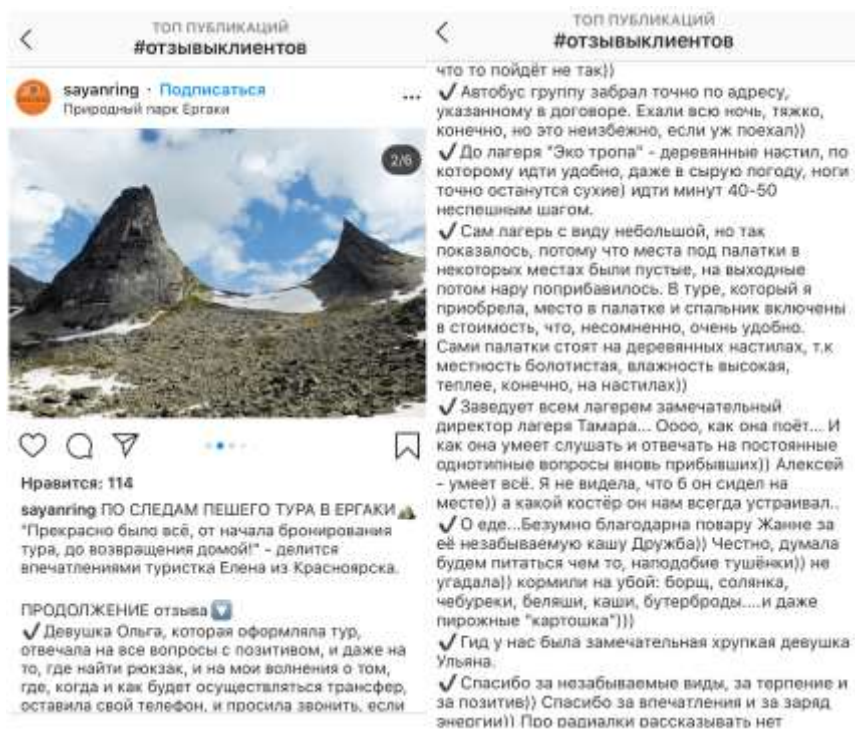 ТОП ПУБЛИКАЦИЙ
#отзывыклиентов
sayanring · Подписаться
Природный парк Ергаки
2/6
Нравится: 114
sayanring ПО СЛЕДАМ ПЕШЕГО ТУРА В ЕРГАКИ
"Прекрасно было всё, от начала бронирования
тура, до возвращения домой!" - делится
впечатлениями туристка Елена из Красноярска.
ПРОДОЛЖЕНИЕ отзыва
✔Девушка Ольга, которая оформляла тур,
отвечала на все вопросы с позитивом, и даже на
то, где найти рюкзак, и на мои волнения о том,
где, когда и как будет осуществляться трансфер,
оставила свой телефон, и просила звонить, если
ТОП ПУБЛИКАЦИЙ
#отзывыклиентов
что то пойдёт не так))
✔Автобус группу забрал точно по адресу,
указанному в договоре. Ехали всю ночь, тяжко,
конечно, но это неизбежно, если уж поехал))
✔До лагеря "Эко тропа" - деревянные настил, по
которому идти удобно, даже в сырую погоду, ноги
точно останутся сухие) идти минут 40-50
неспешным шагом.
✔Сам лагерь с виду небольшой, но так
показалось, потому что места под палатки в
некоторых местах были пустые, на выходные
потом нару поприбавилось. В туре, который я
приобрела, место в палатке и спальник включены
в стоимость, что, несомненно, очень удобно.
Сами палатки стоят на деревянных настилах, т.к
местность болотистая, влажность высокая,
теплее, конечно, на настилах))
✔Заведует всем лагерем замечательный
директор лагеря Тамара... Оооо, как она поёт... И
как она умеет слушать и отвечать на постоянные
однотипные вопросы вновь прибывших)) Алексей
- умеет всё. Я не видела, что б он сидел на
месте)) а какой костёр он нам всегда устраивал..
✔О еде...Безумно благодарна повару Жанне за
её незабываемую кашу Дружба)) Честно, думала
будем питаться чем то, наподобие тушёнки)) не
угадала)) кормили на убой: борщ, солянка,
чебуреки, беляши, каши, бутерброды....и даже
пирожные "картошка")))
✔Гид у нас была замечательная хрупкая девушка
Ульяна.
✔Спасибо за незабываемые виды, за терпение и
за позитив)) Спасибо за впечатления и за заряд
энергии)) Про радиалки рассказывать нет